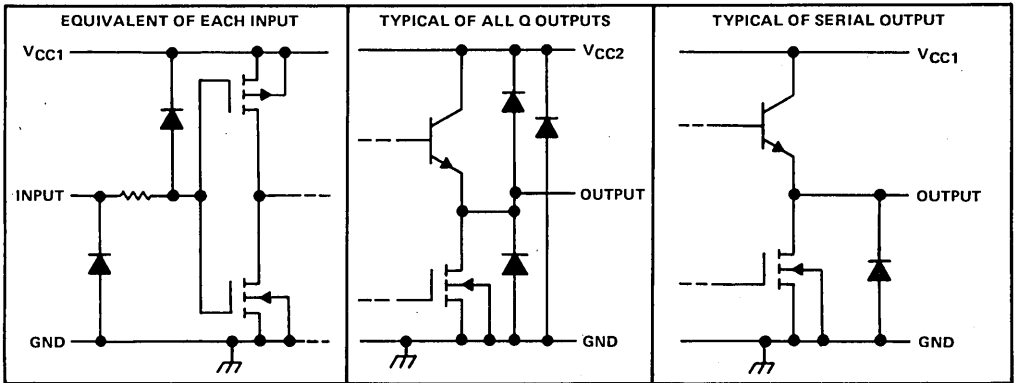 EQUIVALENT OF EACH INPUT
VCC1
INPUT
GND
TYPICAL OF ALL Q OUTPUTS
VCC2
OUTPUT
GND
TYPICAL OF SERIAL OUTPUT
VCC1
OUTPUT
GND